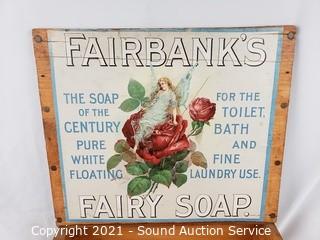 FAIRBANK'S
THE SOAP
OF THE
CENTURY
PURE
WHITE
FLOATING
FOR THE
TOILET,
BATH
AND
FINE
LAUNDRY USE.
FAIRY SOAP.
Copyright 2021 - Sound Auction Service